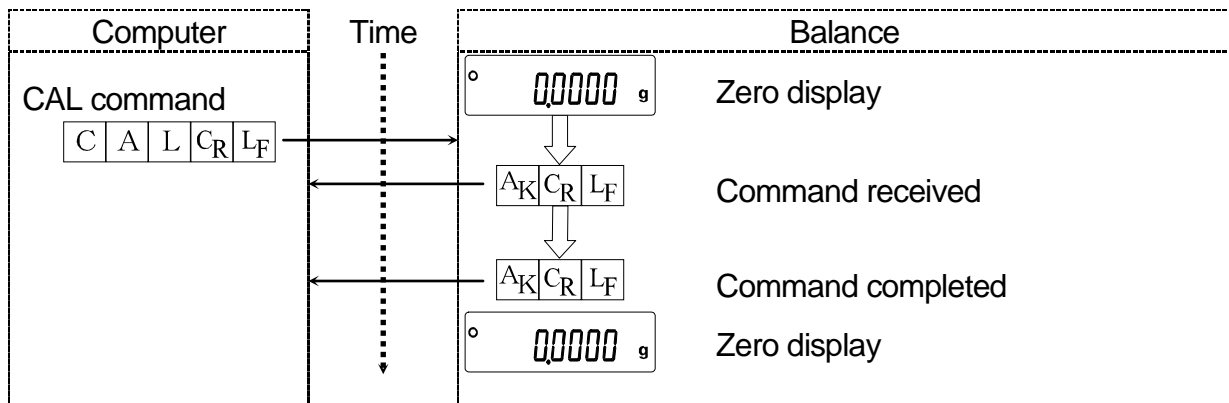 Computer Time Balance
0.0000 g Zero display
CAL command
C A L CR LF
AK CR LF Command received
AK CR LF Command completed
0.0000 g Zero display